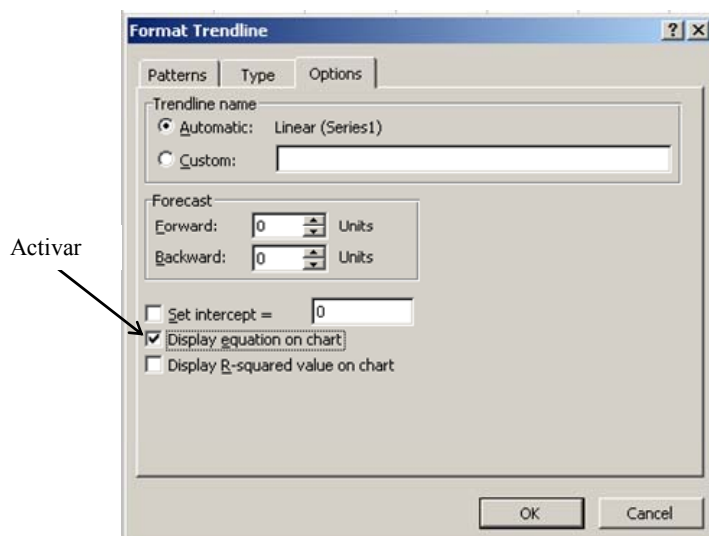 Format Trendline
Patterns Type Options
Trendline name
Automatic: Linear (Series1)
Custom:
Forecast
Forward: 0 Units
Backward: 0 Units
Activar
Set intercept = 0
Display equation on chart
Display R-squared value on chart
OK Cancel